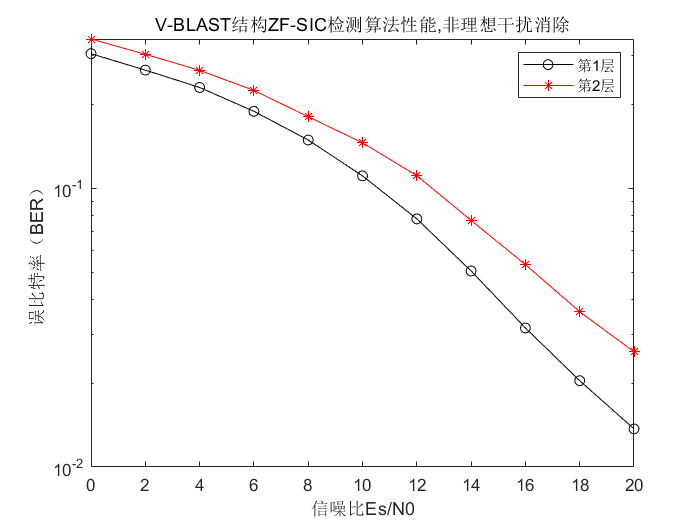 V-BLAST结构ZF-SIC检测算法性能,非理想干扰消除
第1层
第2层
10-1
误比特率（BER）
10-2
0 2 4 6 8 10 12 14 16 18 20
信噪比Es/N0